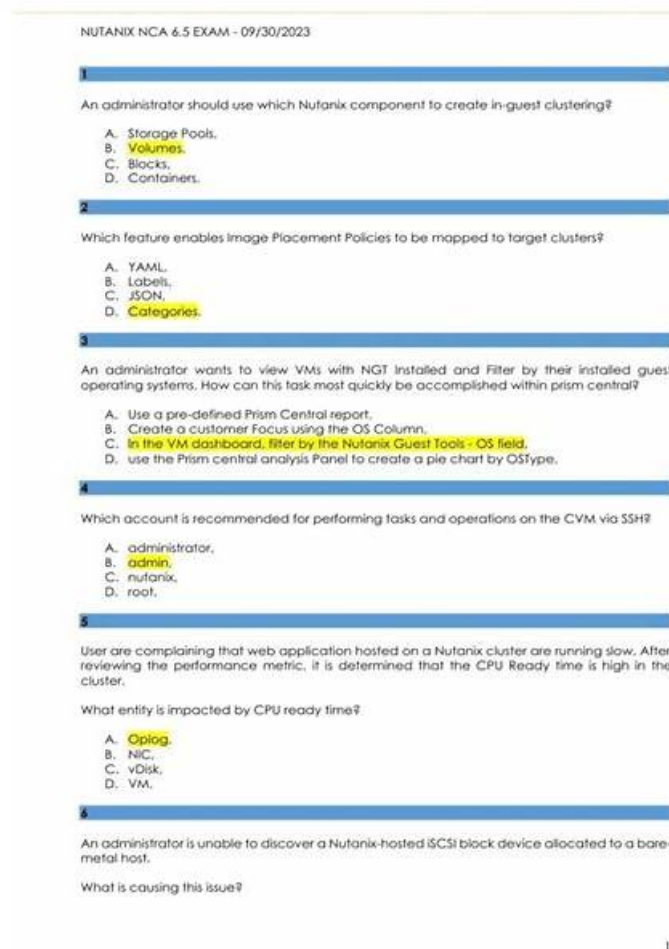 NUTANIX NCA 6.5 EXAM - 09/30/2023
1
An administrator should use which Nutanix component to create in-guest clustering?
A. Storage Pools.
B. Volumes.
C. Blocks.
D. Containers.
2
Which feature enables Image Placement Policies to be mapped to target clusters?
A. YAML.
B. Labels.
C. JSON.
D. Categories.
3
An administrator wants to view VMs with NGT Installed and Filter by their installed gues
operating systems. How can this task most quickly be accomplished within prism central?
A. Use a pre-defined Prism Central report.
B. Create a customer Focus using the OS Column.
C. In the VM dashboard, filter by the Nutanix Guest Tools - OS field.
D. use the Prism central analysis Panel to create a pie chart by OSType.
4
Which account is recommended for performing tasks and operations on the CVM via SSH?
A. administrator.
B. admin.
C. nutanix.
D. root.
5
User are complaining that web application hosted on a Nutanix cluster are running slow. After
reviewing the performance metric, it is determined that the CPU Ready time is high in the
cluster.
What entity is impacted by CPU ready time?
A. Oplog.
B. NIC.
C. vDisk.
D. VM.
6
An administrator is unable to discover a Nutanix-hosted iSCSI block device allocated to a bare-
metal host.
What is causing this issue?